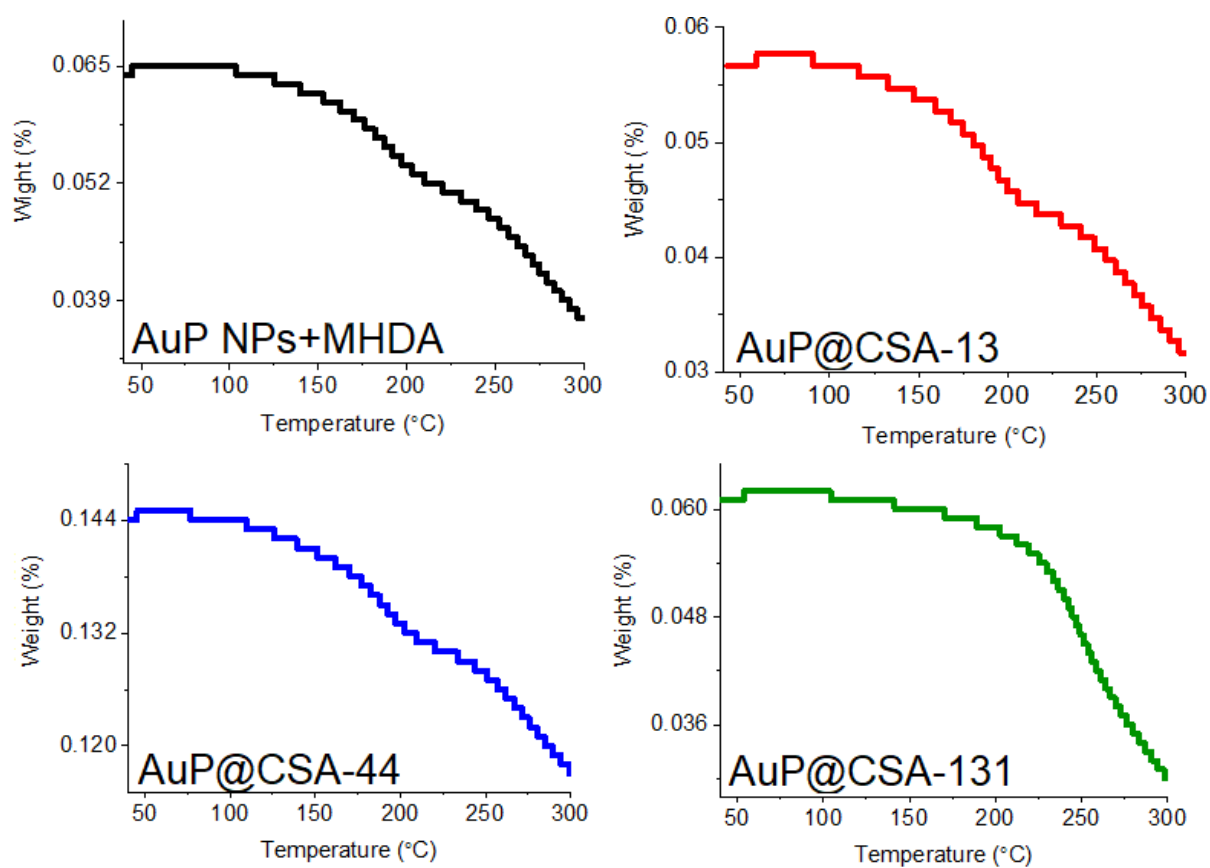 Wight (%)
0.065
0.052
0.039
AuP NPs+MHDA
50 100 150 200 250 300
Temperature (°C)
Weight (%)
0.06
0.05
0.04
0.03
AuP@CSA-13
50 100 150 200 250 300
Temperature (°C)
Weight (%)
0.144
0.132
0.120
AuP@CSA-44
50 100 150 200 250 300
Temperature (°C)
Weight (%)
0.060
0.048
0.036
AuP@CSA-131
50 100 150 200 250 300
Temperature (°C)